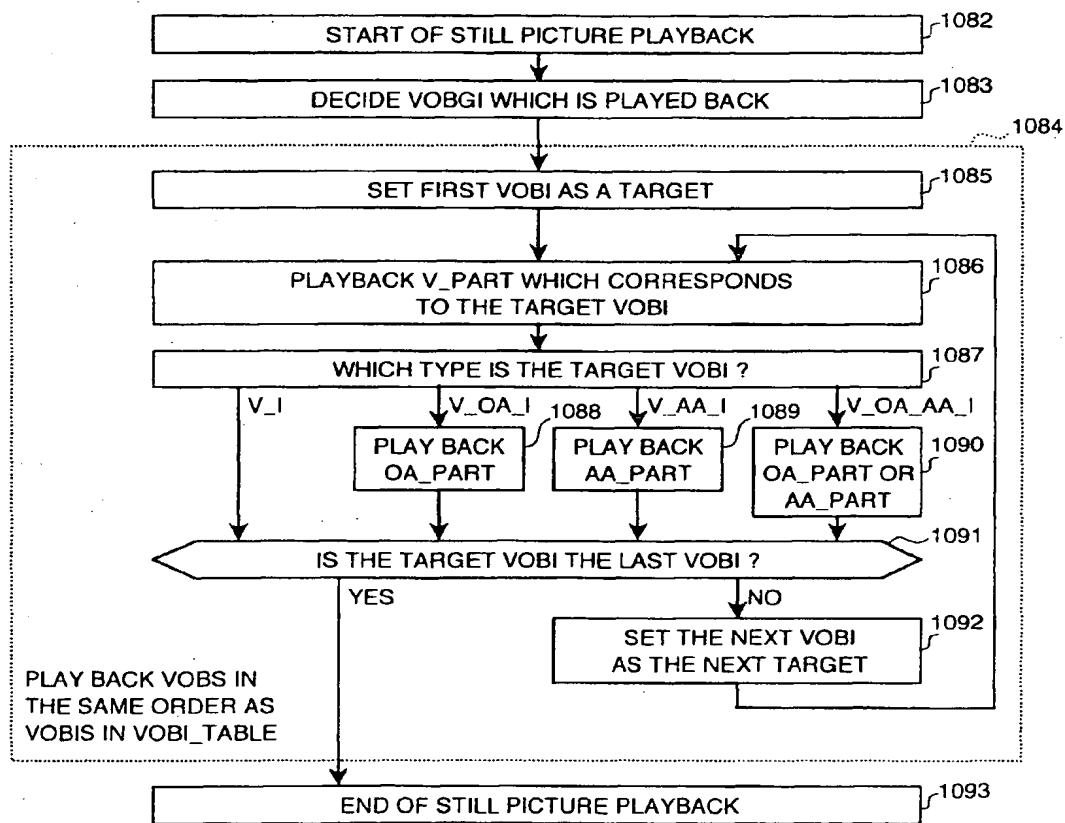 START OF STILL PICTURE PLAYBACK
1082
DECIDE VOBGI WHICH IS PLAYED BACK
1083
1084
SET FIRST VOBI AS A TARGET
1085
PLAYBACK V_PART WHICH CORRESPONDS
TO THE TARGET VOBI
1086
WHICH TYPE IS THE TARGET VOBI ?
1087
V_I
V_OA_I
V_AA_I
V_OA_AA_I
1088
1089
1090
PLAY BACK
OA_PART
PLAY BACK
AA_PART
PLAY BACK
OA_PART OR
AA_PART
IS THE TARGET VOBI THE LAST VOBI ?
1091
YES
NO
SET THE NEXT VOBI
AS THE NEXT TARGET
1092
PLAY BACK VOBS IN
THE SAME ORDER AS
VOBIS IN VOBI_TABLE
END OF STILL PICTURE PLAYBACK
1093